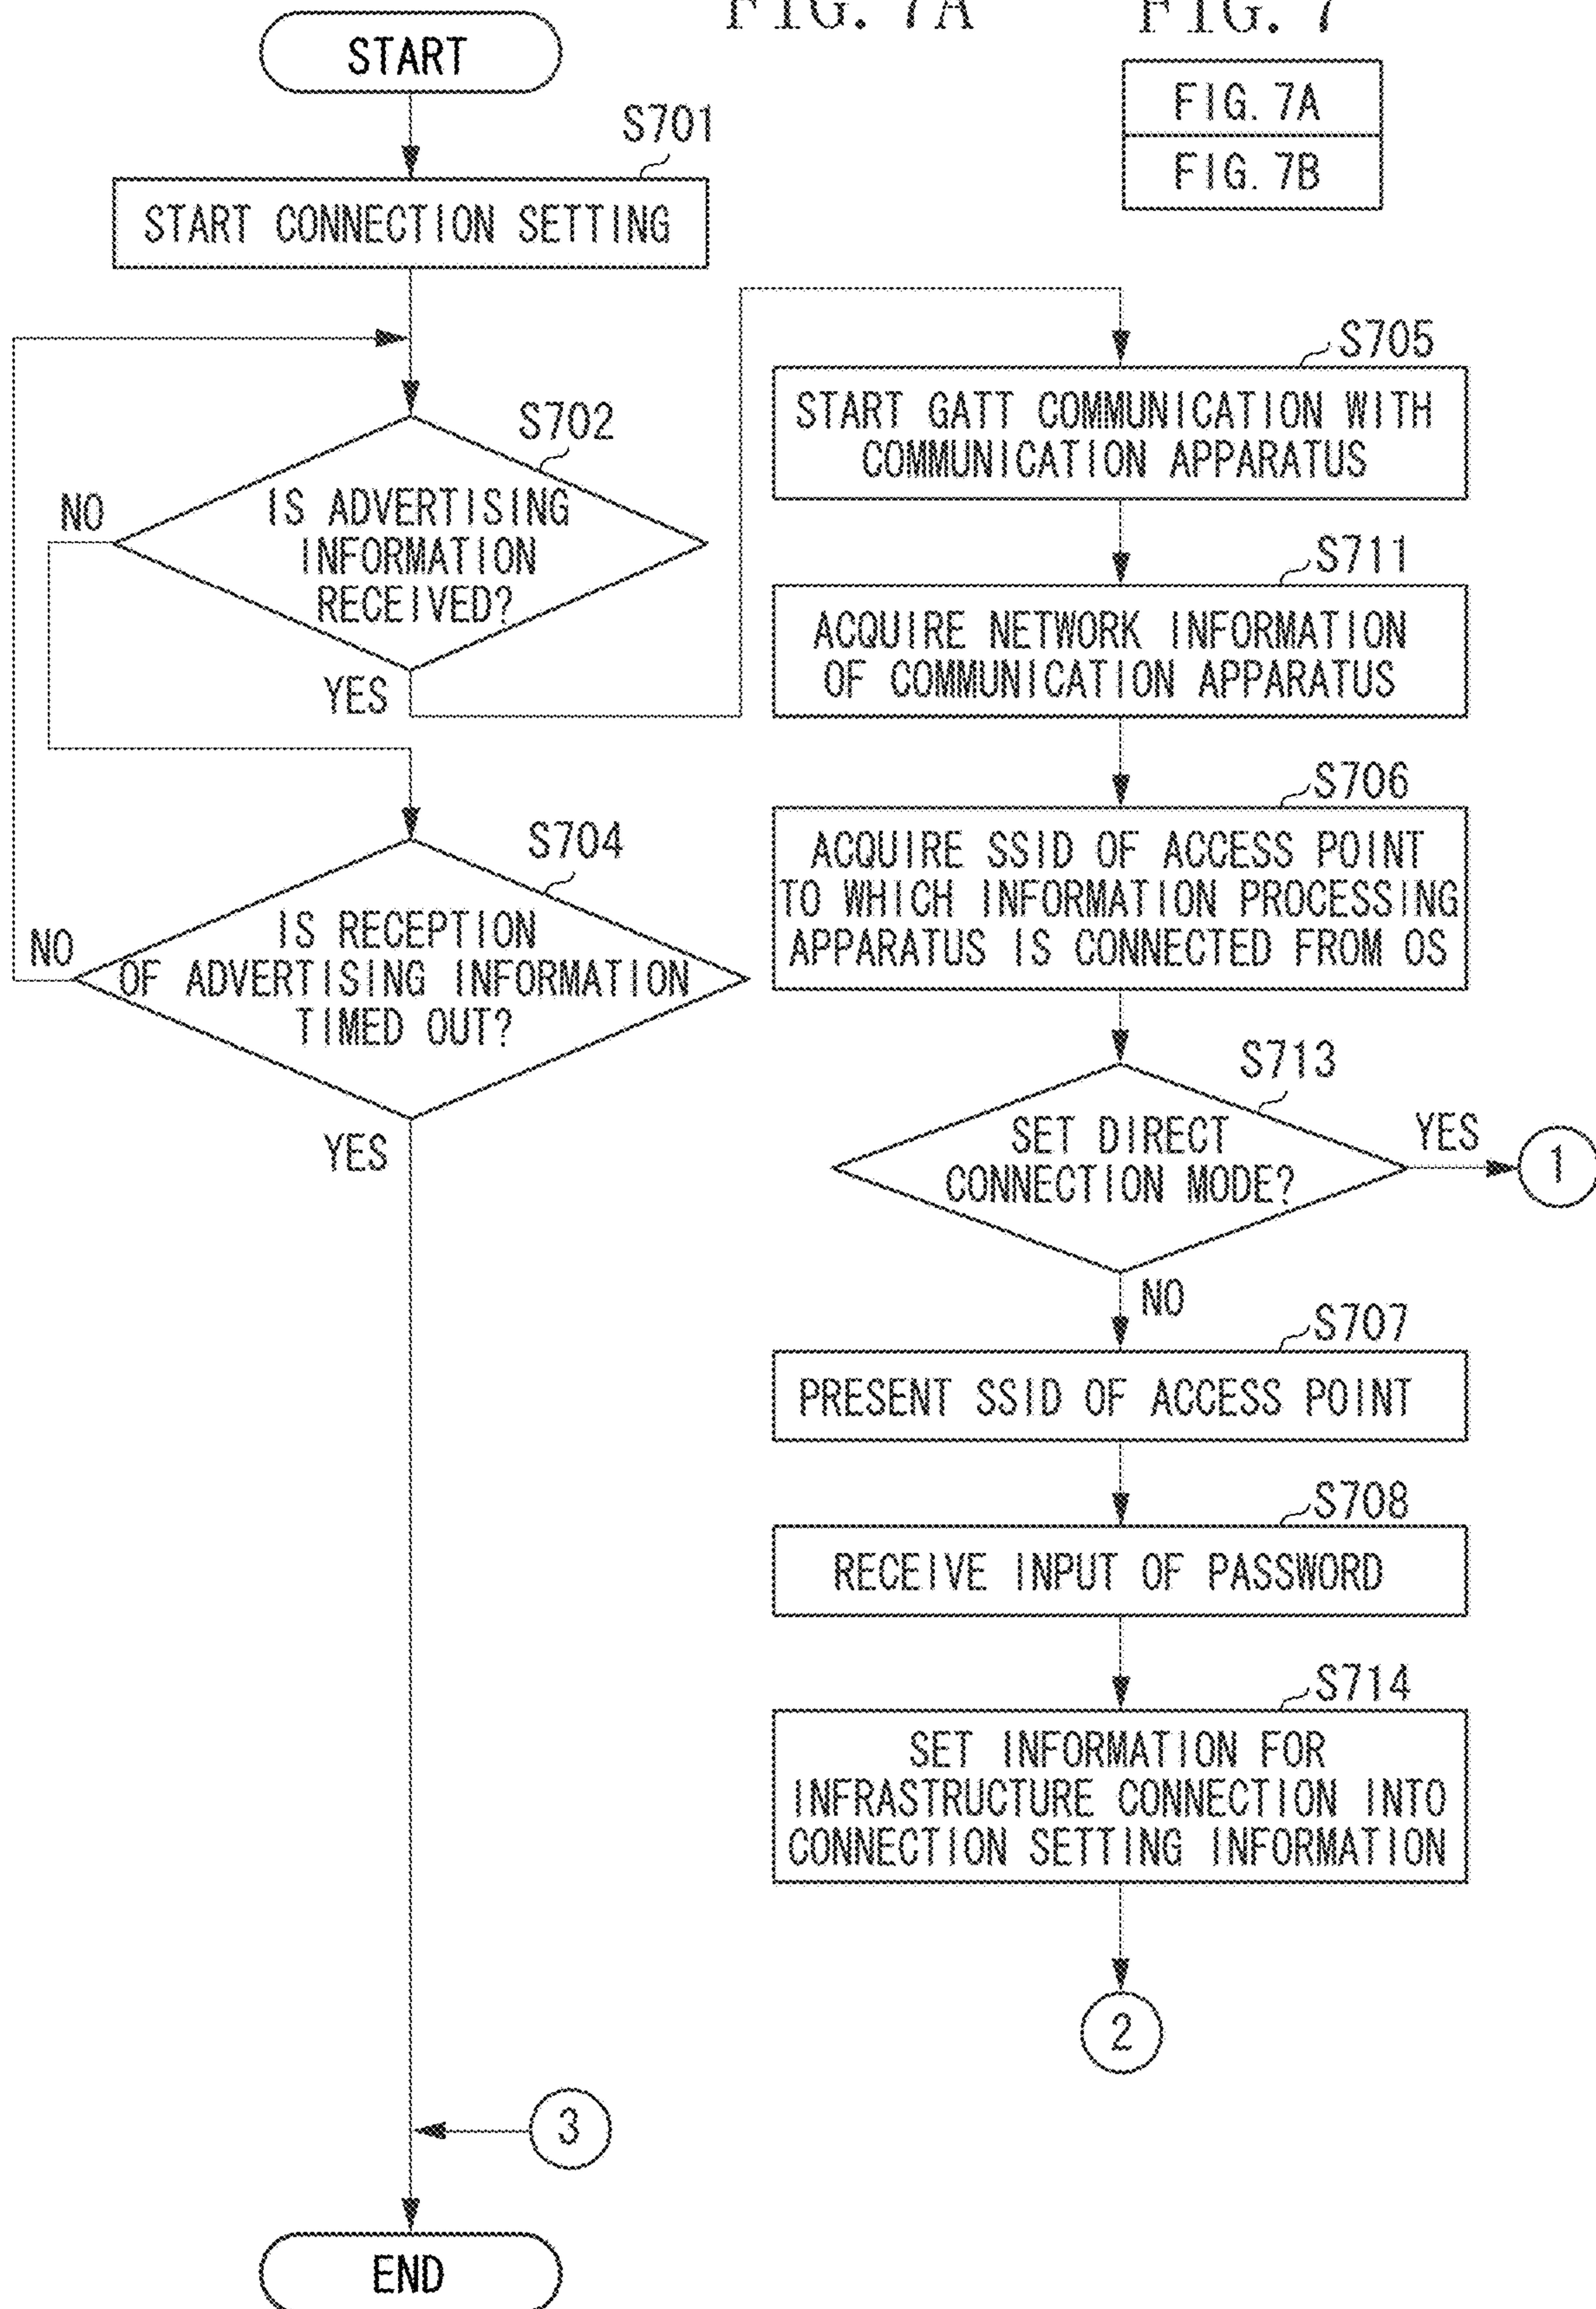 FIG. 7A
FIG. 7
FIG. 7A
FIG. 7B
START
S701
START CONNECTION SETTING
S702
IS ADVERTISING
INFORMATION
RECEIVED?
NO
YES
S704
IS RECEPTION
OF ADVERTISING INFORMATION
TIMED OUT?
NO
YES
3
END
S705
START GATT COMMUNICATION WITH
COMMUNICATION APPARATUS
S711
ACQUIRE NETWORK INFORMATION
OF COMMUNICATION APPARATUS
S706
ACQUIRE SSID OF ACCESS POINT
TO WHICH INFORMATION PROCESSING
APPARATUS IS CONNECTED FROM OS
S713
SET DIRECT
CONNECTION MODE?
YES
1
NO
S707
PRESENT SSID OF ACCESS POINT
S708
RECEIVE INPUT OF PASSWORD
S714
SET INFORMATION FOR
INFRASTRUCTURE CONNECTION INTO
CONNECTION SETTING INFORMATION
2